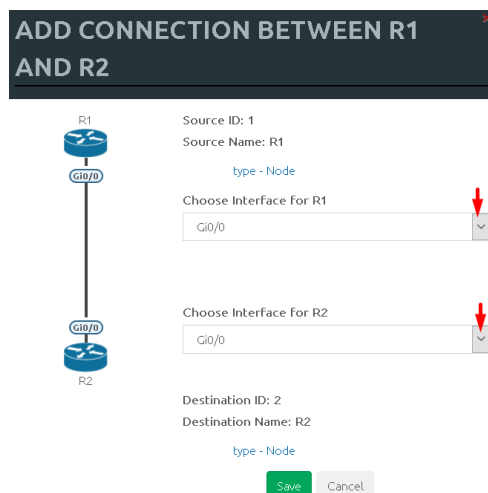 ADD CONNECTION BETWEEN R1
AND R2
R1
Gi0/0
Gi0/0
R2
Source ID: 1
Source Name: R1
type - Node
Choose Interface for R1
Gi0/0
Choose Interface for R2
Gi0/0
Destination ID: 2
Destination Name: R2
type - Node
Save Cancel